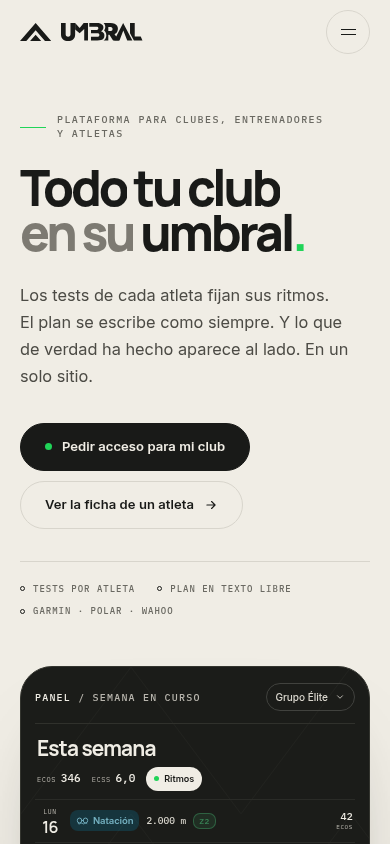 UMBRAL
PLATAFORMA PARA CLUBES, ENTRENADORES
Y ATLETAS
Todo tu club
en su umbral.
Los tests de cada atleta fijan sus ritmos.
El plan se escribe como siempre. Y lo que
de verdad ha hecho aparece al lado. En un
solo sitio.
Pedir acceso para mi club
Ver la ficha de un atleta →
TESTS POR ATLETA PLAN EN TEXTO LIBRE
GARMIN · POLAR · WAHOO
PANEL / SEMANA EN CURSO Grupo Élite
Esta semana
ECOS 346 ECSS 6,0 Ritmos
LUN
16 Natación 2.000 m Z2 42
ECOS